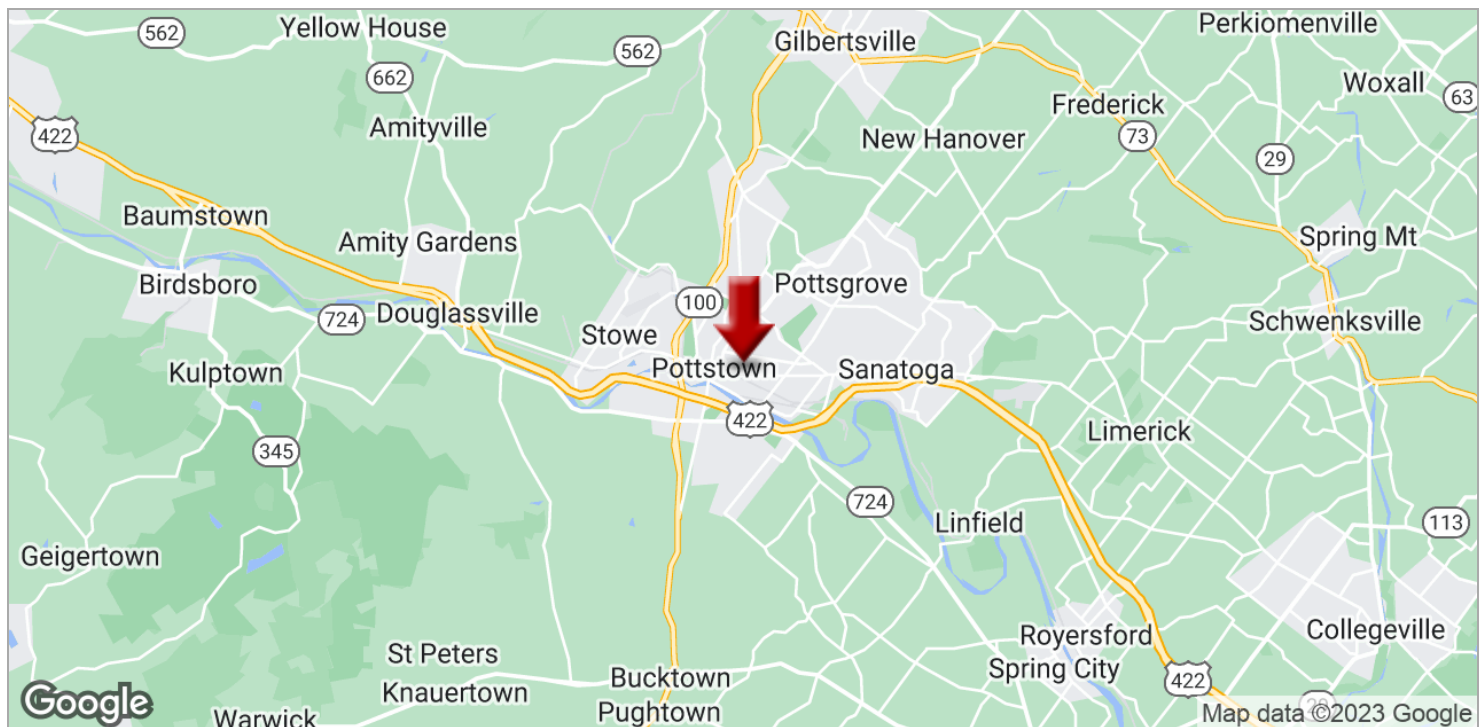 Perkiomenville
562
Yellow House
Gilbertsville
562
662
Woxall
Frederick
63
Amityville
422
New Hanover
73
29
Baumstown
Amity Gardens
Spring Mt
Birdsboro
Pottsgrove
100
724
Douglassville
Schwenksville
Stowe
Pottstown
Sanatoga
Kulptown
422
Limerick
345
724
Linfield
113
Geigertown
Royersford
Collegeville
St Peters
Spring City
Bucktown
422
Knauertown
Pughtown
Google
Warwick
29
Map data ©2023 Google